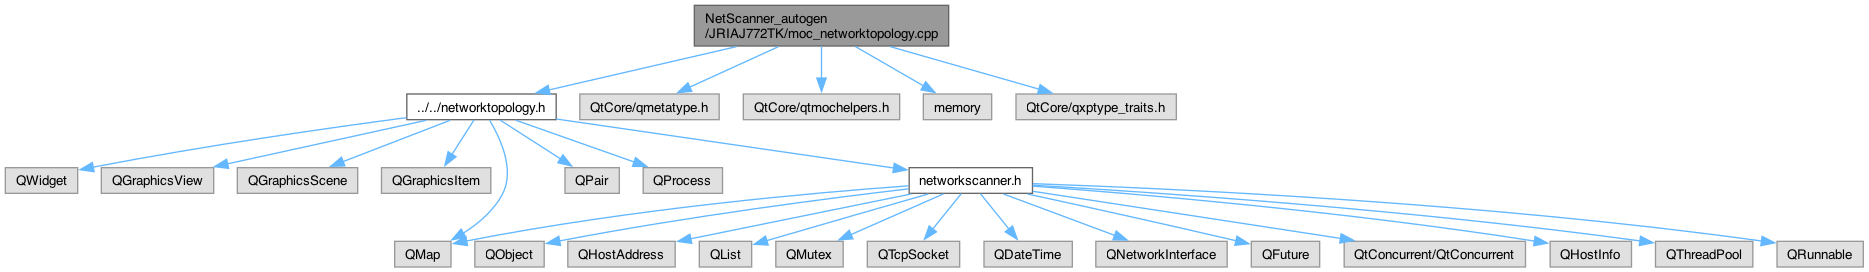 NetScanner_autogen
/JRIAJ772TK/moc_networktopology.cpp
../../networktopology.h
QtCore/qmetatype.h
QtCore/qtmochelpers.h
memory
QtCore/qxptype_traits.h
QWidget
QGraphicsView
QGraphicsScene
QGraphicsItem
QPair
QProcess
networkscanner.h
QMap
QObject
QHostAddress
QList
QMutex
QTcpSocket
QDateTime
QNetworkInterface
QFuture
QtConcurrent/QtConcurrent
QHostInfo
QThreadPool
QRunnable